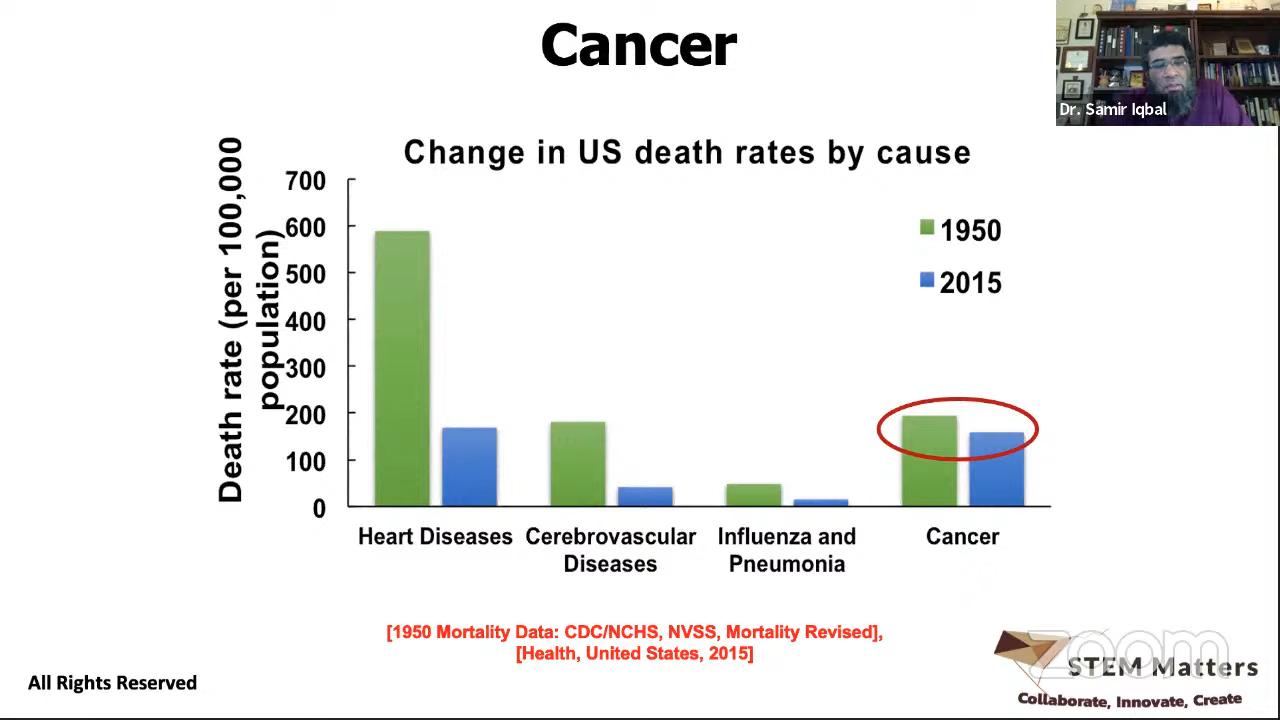 Cancer
Dr. Samir Iqbal
Change in US death rates by cause
Death rate (per 100,000
population)
700
600
500
400
300
200
100
0
1950
2015
Heart Diseases
Cerebrovascular
Diseases
Influenza and
Pneumonia
Cancer
[1950 Mortality Data: CDC/NCHS, NVSS, Mortality Revised],
[Health, United States, 2015]
All Rights Reserved
zoom
STEM Matters
Collaborate, Innovate, Create